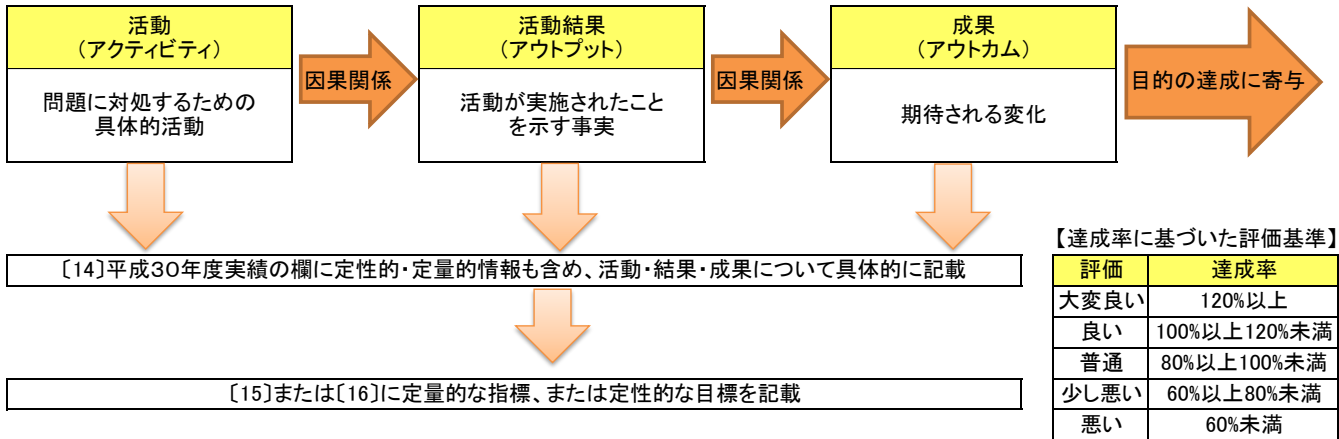 活動
（アクティビティ）
問題に対処するための
具体的活動
因果関係
活動結果
（アウトプット）
活動が実施されたこと
を示す事実
因果関係
成果
（アウトカム）
期待される変化
目的の達成に寄与
〔14〕平成３０年度実績の欄に定性的・定量的情報も含め、活動・結果・成果について具体的に記載
〔15〕または〔16〕に定量的な指標、または定性的な目標を記載
【達成率に基づいた評価基準】
評価 達成率
大変良い 120%以上
良い 100%以上120%未満
普通 80%以上100%未満
少し悪い 60%以上80%未満
悪い 60%未満